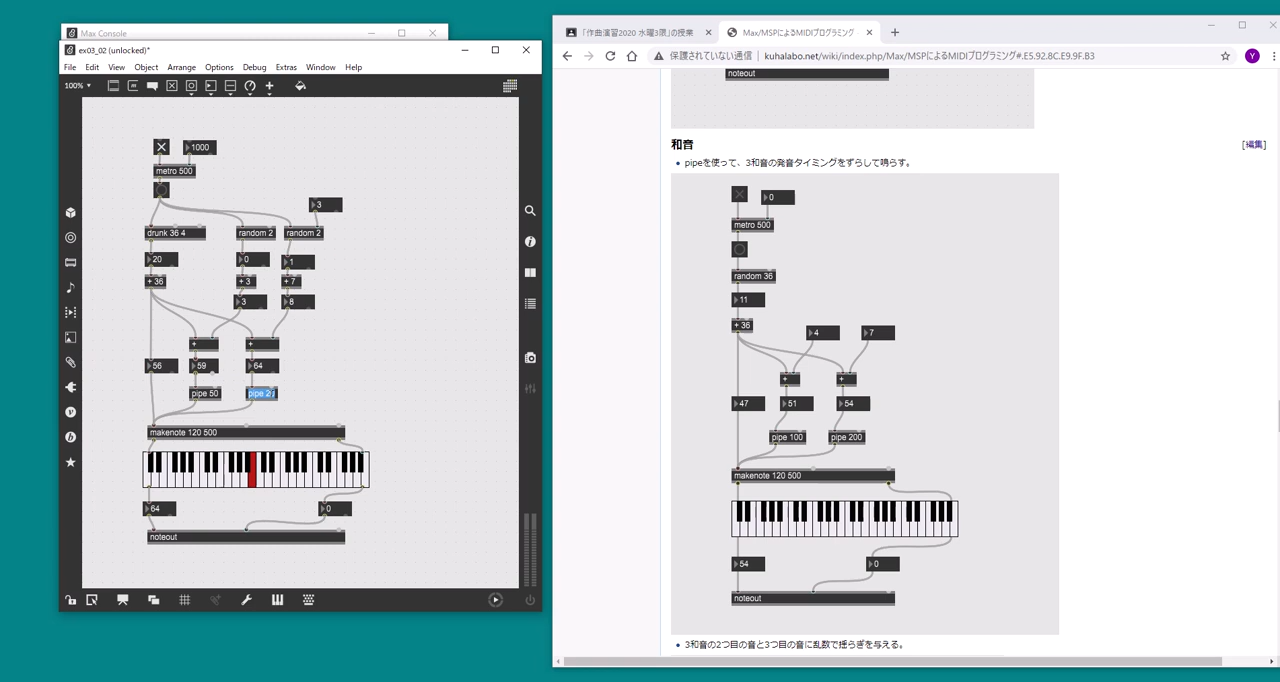 Max Console
ex03_02 (unlocked)*
File Edit View Object Arrange Options Debug Extras Window Help
100%
1000
metro 500
3
drunk 36 4
random 2
random 2
20
0
1
+ 36
+ 3
+ 7
3
8
+
+
56
59
64
pipe 50
makenote 120 500
64
0
noteout
「作曲演習2020 水曜3限」の授業
Max/MSPによるMIDIプログラミング
保護されていない通信
kuhalabo.net/wiki/index.php/Max/MSPによるMIDIプログラミング#.E5.92.8C.E9.9F.B3
Y
noteout
和音
[編集]
pipeを使って、3和音の発音タイミングをずらして鳴らす。
0
metro 500
random 36
11
+ 36
4
7
+
+
47
51
54
pipe 100
pipe 200
makenote 120 500
54
0
noteout
3和音の2つ目の音と3つ目の音に乱数で揺らぎを与える。